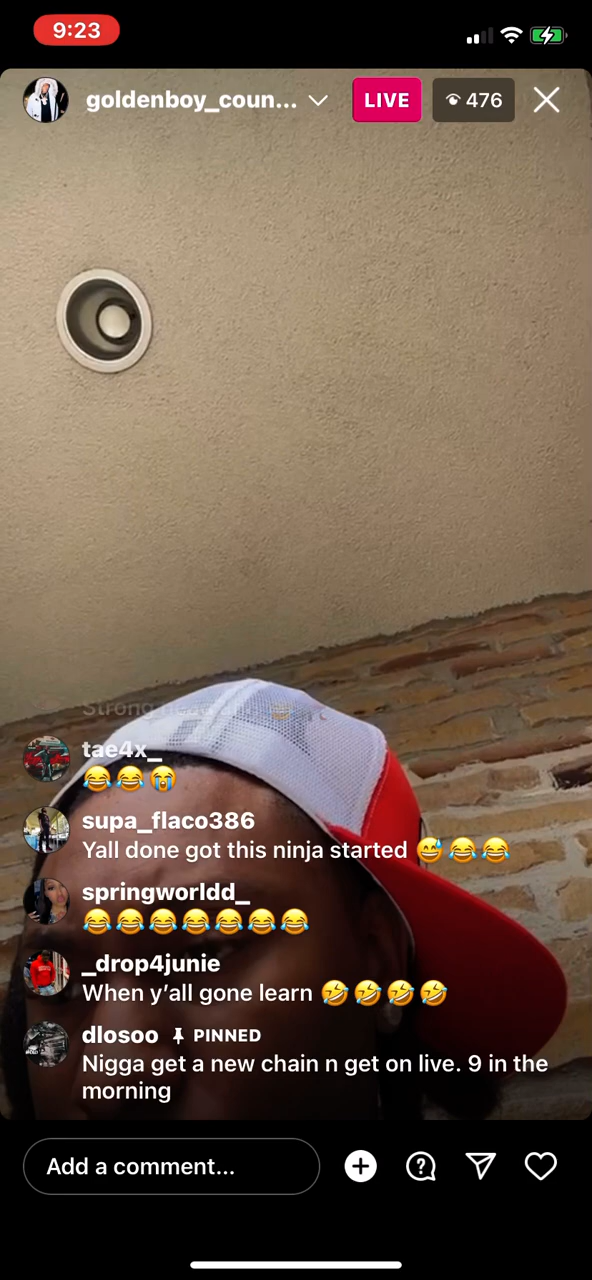 9:23
goldenboy_coun...
LIVE
476
Strong
tae4x_
😂😂😭
supa_flaco386
Yall done got this ninja started 😅😂😂
springworldd_
😂😂😂😂😂😂😂
_drop4junie
When y’all gone learn 🤣🤣🤣🤣
dlosoo PINNED
Nigga get a new chain n get on live. 9 in the
morning
Add a comment...